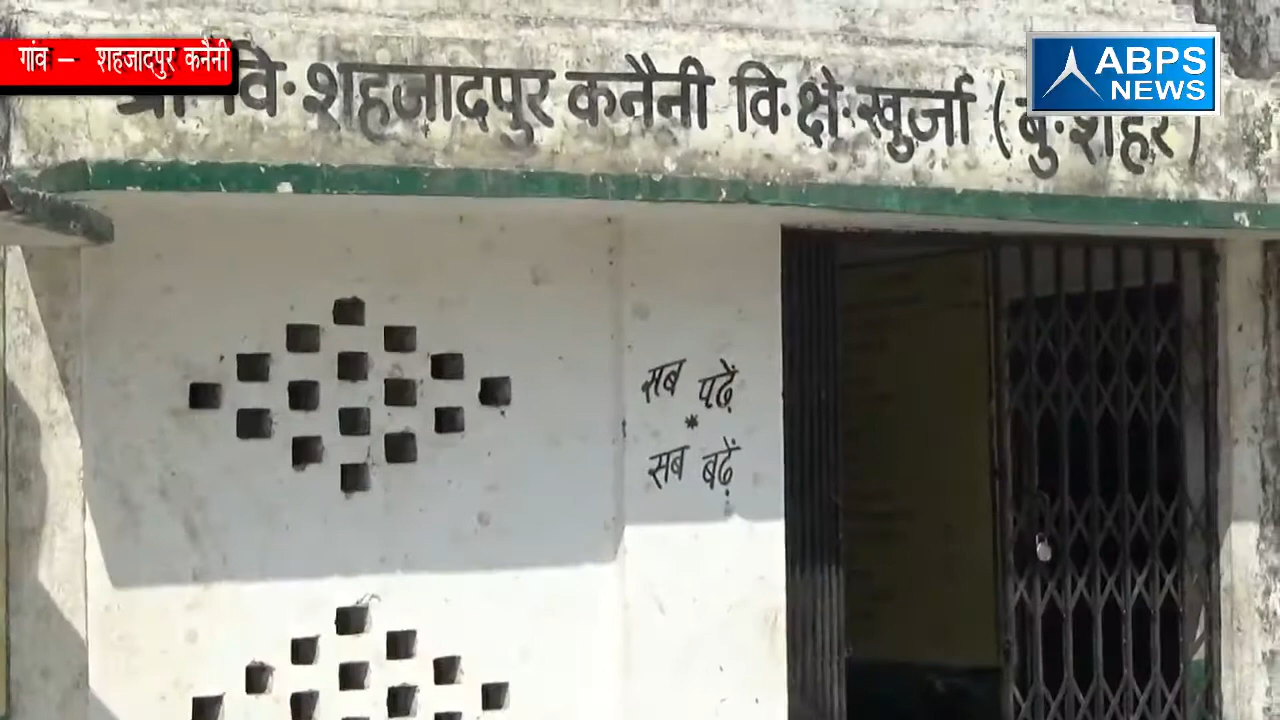 गांव - शहजादपुर कनैनी
ABPS
NEWS
वि॰ शहजादपुर कनैनी वि॰क्षे॰खुर्जा (बु॰शहर)
सब पढ़ें
*
सब बढ़ें